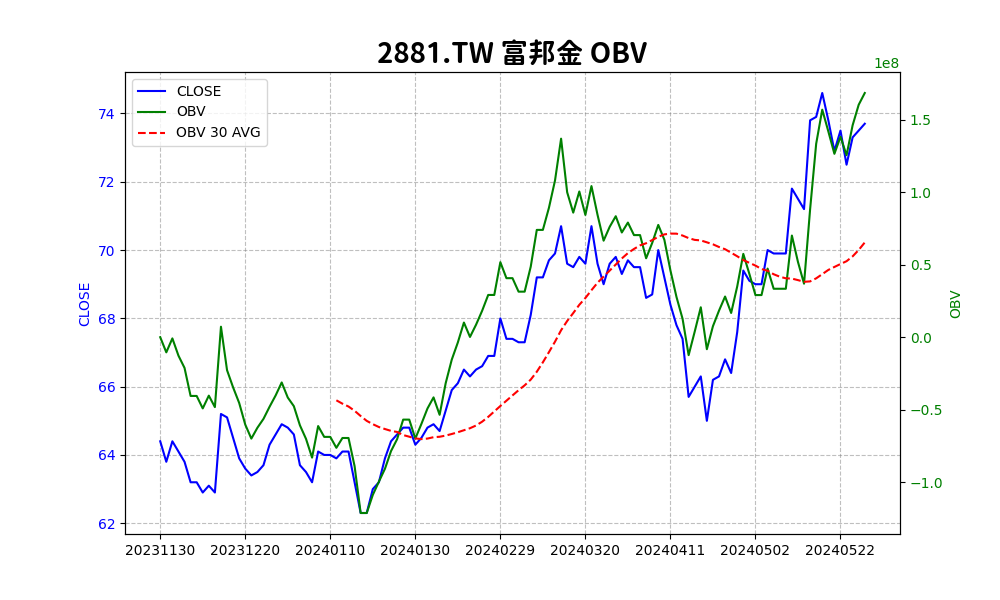 2881.TW 富邦金 OBV
1e8
CLOSE
OBV
OBV 30 AVG
74
72
70
68
66
64
62
CLOSE
1.5
1.0
0.5
0.0
−0.5
−1.0
OBV
20231130 20231220 20240110 20240130 20240229 20240320 20240411 20240502 20240522